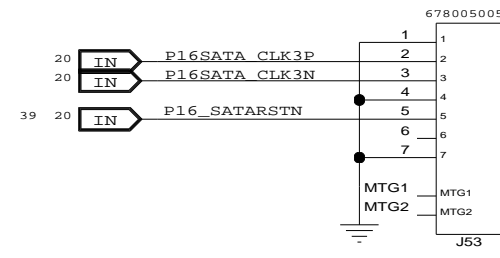 678005005
1 1
20 IN P16SATA_CLK3P 2 2
20 IN P16SATA_CLK3N 3 3
4 4
39 20 IN P16_SATARSTN 5 5
6 6
7 7
MTG1 MTG1
MTG2 MTG2
J53